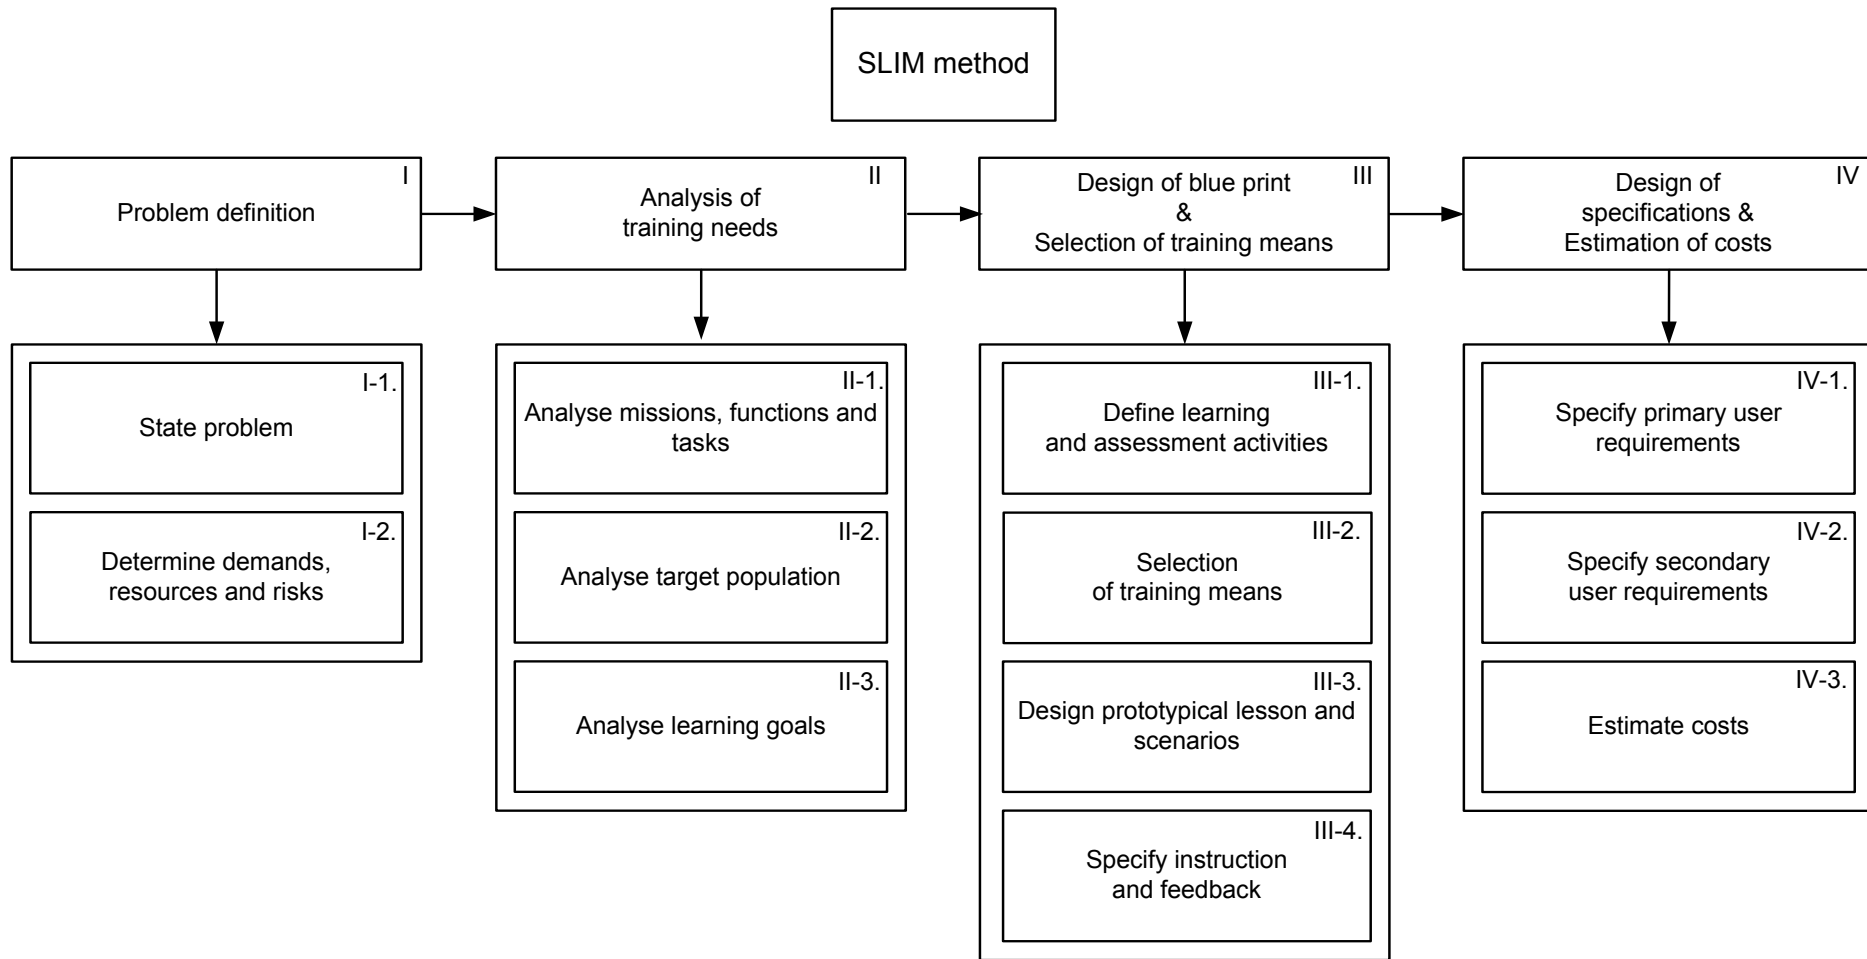 SLIM method
I
Problem definition
II
Analysis of
training needs
III
Design of blue print
&
Selection of training means
IV
Design of
specifications &
Estimation of costs
I-1.
State problem
I-2.
Determine demands,
resources and risks
II-1.
Analyse missions, functions and
tasks
II-2.
Analyse target population
II-3.
Analyse learning goals
III-1.
Define learning
and assessment activities
III-2.
Selection
of training means
III-3.
Design prototypical lesson and
scenarios
III-4.
Specify instruction
and feedback
IV-1.
Specify primary user
requirements
IV-2.
Specify secondary
user requirements
IV-3.
Estimate costs